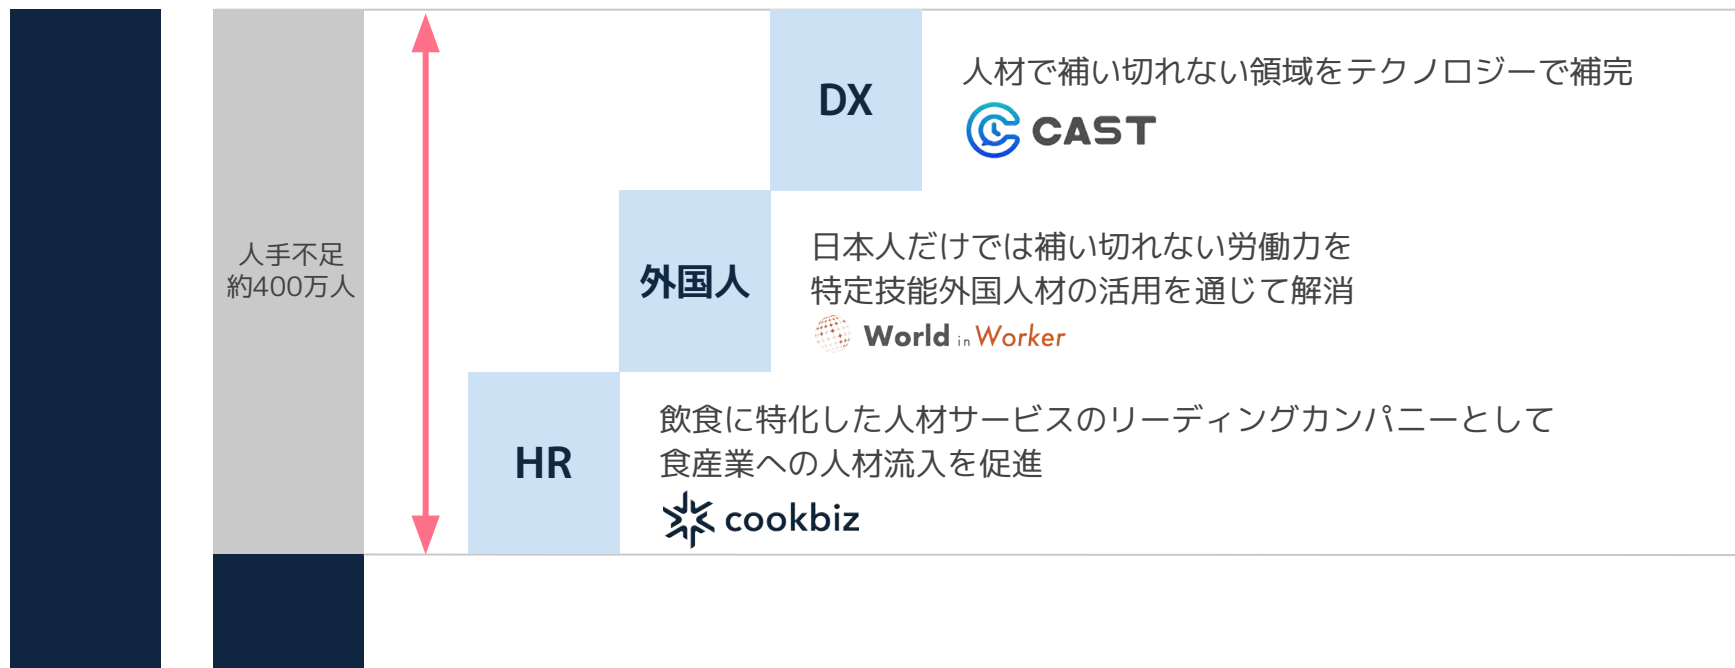 人手不足
約400万人
DX
人材で補い切れない領域をテクノロジーで補完
CAST
外国人
日本人だけでは補い切れない労働力を
特定技能外国人材の活用を通じて解消
World in Worker
HR
飲食に特化した人材サービスのリーディングカンパニーとして
食産業への人材流入を促進
cookbiz